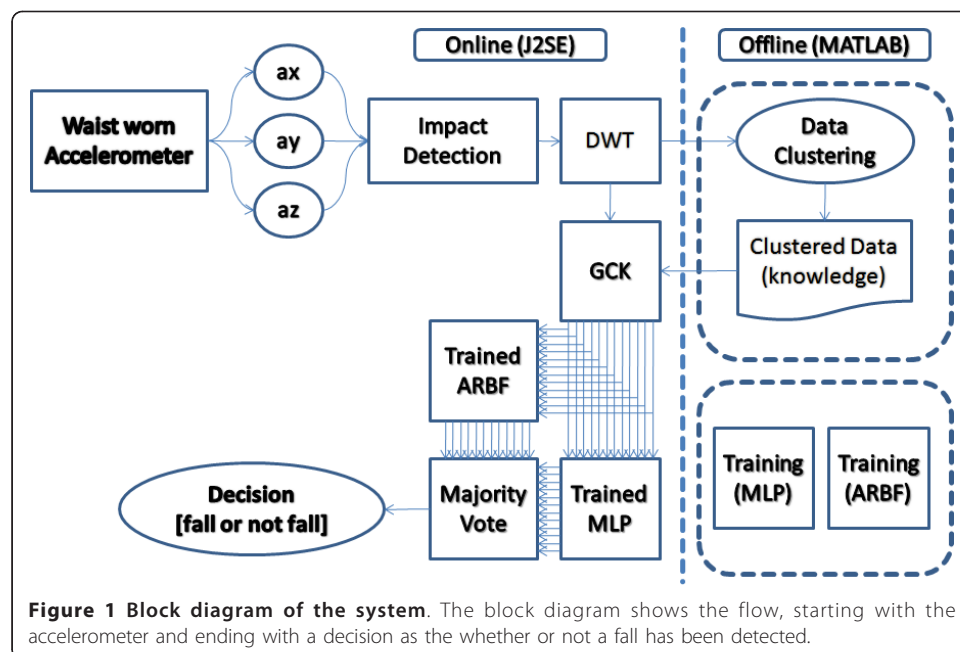 Online (J2SE)
Offline (MATLAB)
Waist worn
Accelerometer
ax
ay
az
Impact
Detection
DWT
Data
Clustering
GCK
Clustered Data
(knowledge)
Trained
ARBF
Training
(MLP)
Training
(ARBF)
Decision
[fall or not fall]
Majority
Vote
Trained
MLP
Figure 1 Block diagram of the system. The block diagram shows the flow, starting with the
accelerometer and ending with a decision as the whether or not a fall has been detected.